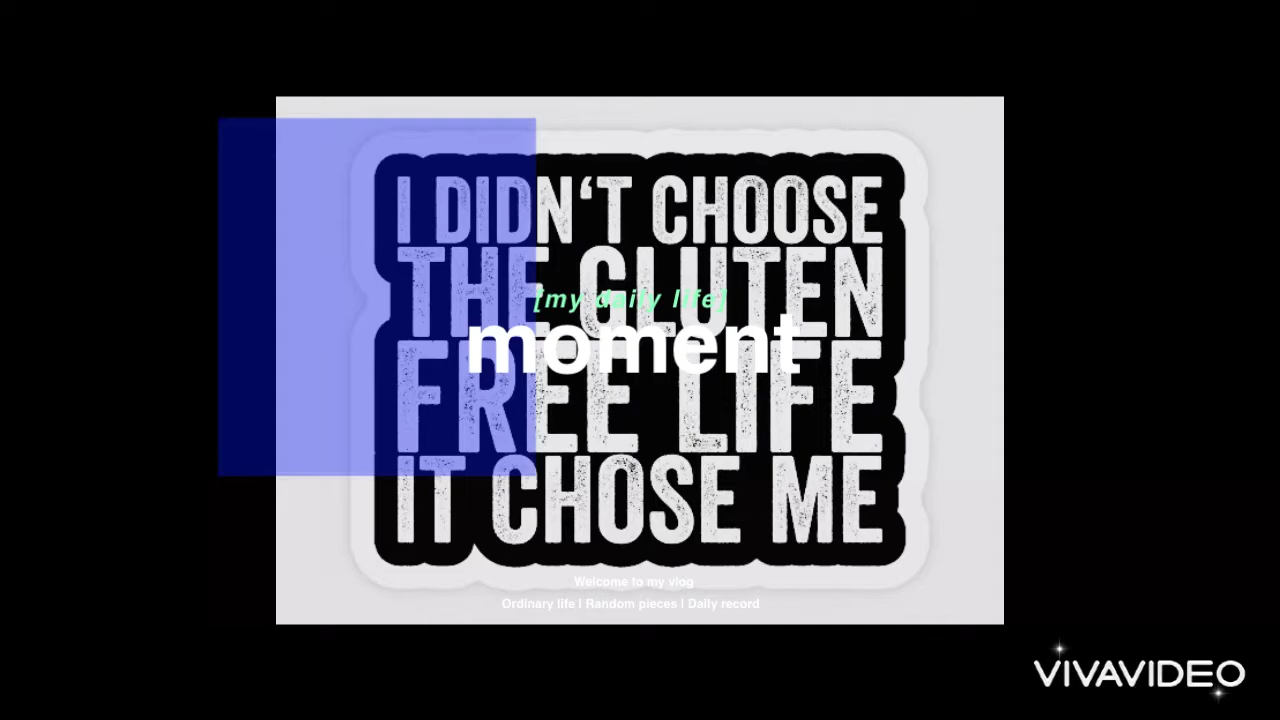 I DIDN‘T CHOOSE
THE GLUTEN
[my daily life]
moment
FREE LIFE
IT CHOSE ME
Welcome to my vlog
Ordinary life | Random pieces | Daily record
VIVAVIDEO